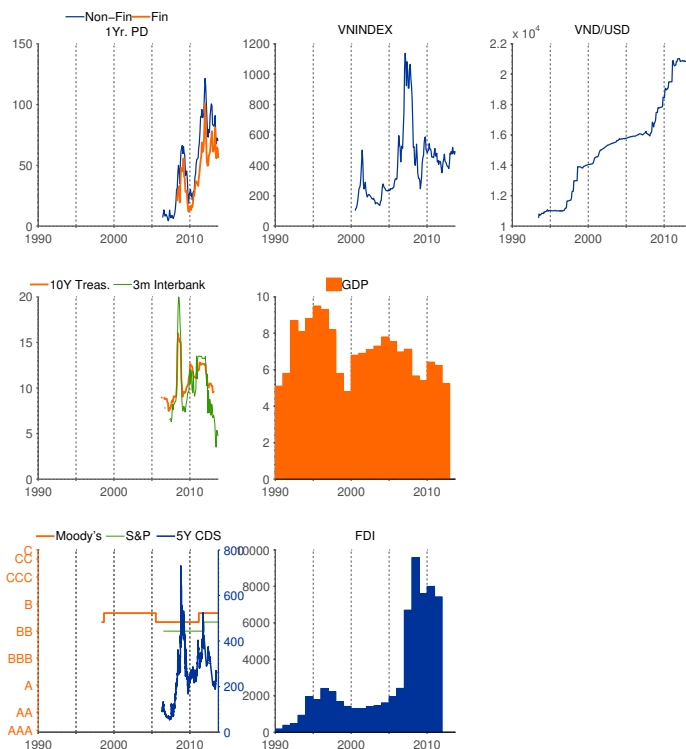 Non−Fin Fin
1Yr. PD
150
100
50
0
1990 2000 2010
VNINDEX
1200
1000
800
600
400
200
0
1990 2000 2010
VND/USD
x 10⁴
2.2
2
1.8
1.6
1.4
1.2
1
1990 2000 2010
10Y Treas. 3m Interbank
20
15
10
5
0
1990 2000 2010
GDP
10
8
6
4
2
0
1990 2000 2010
Moody's S&P 5Y CDS
C
CC
CCC
B
BB
BBB
A
AA
AAA
800
600
400
200
0
1990 2000 2010
FDI
10000
8000
6000
4000
2000
0
1990 2000 2010